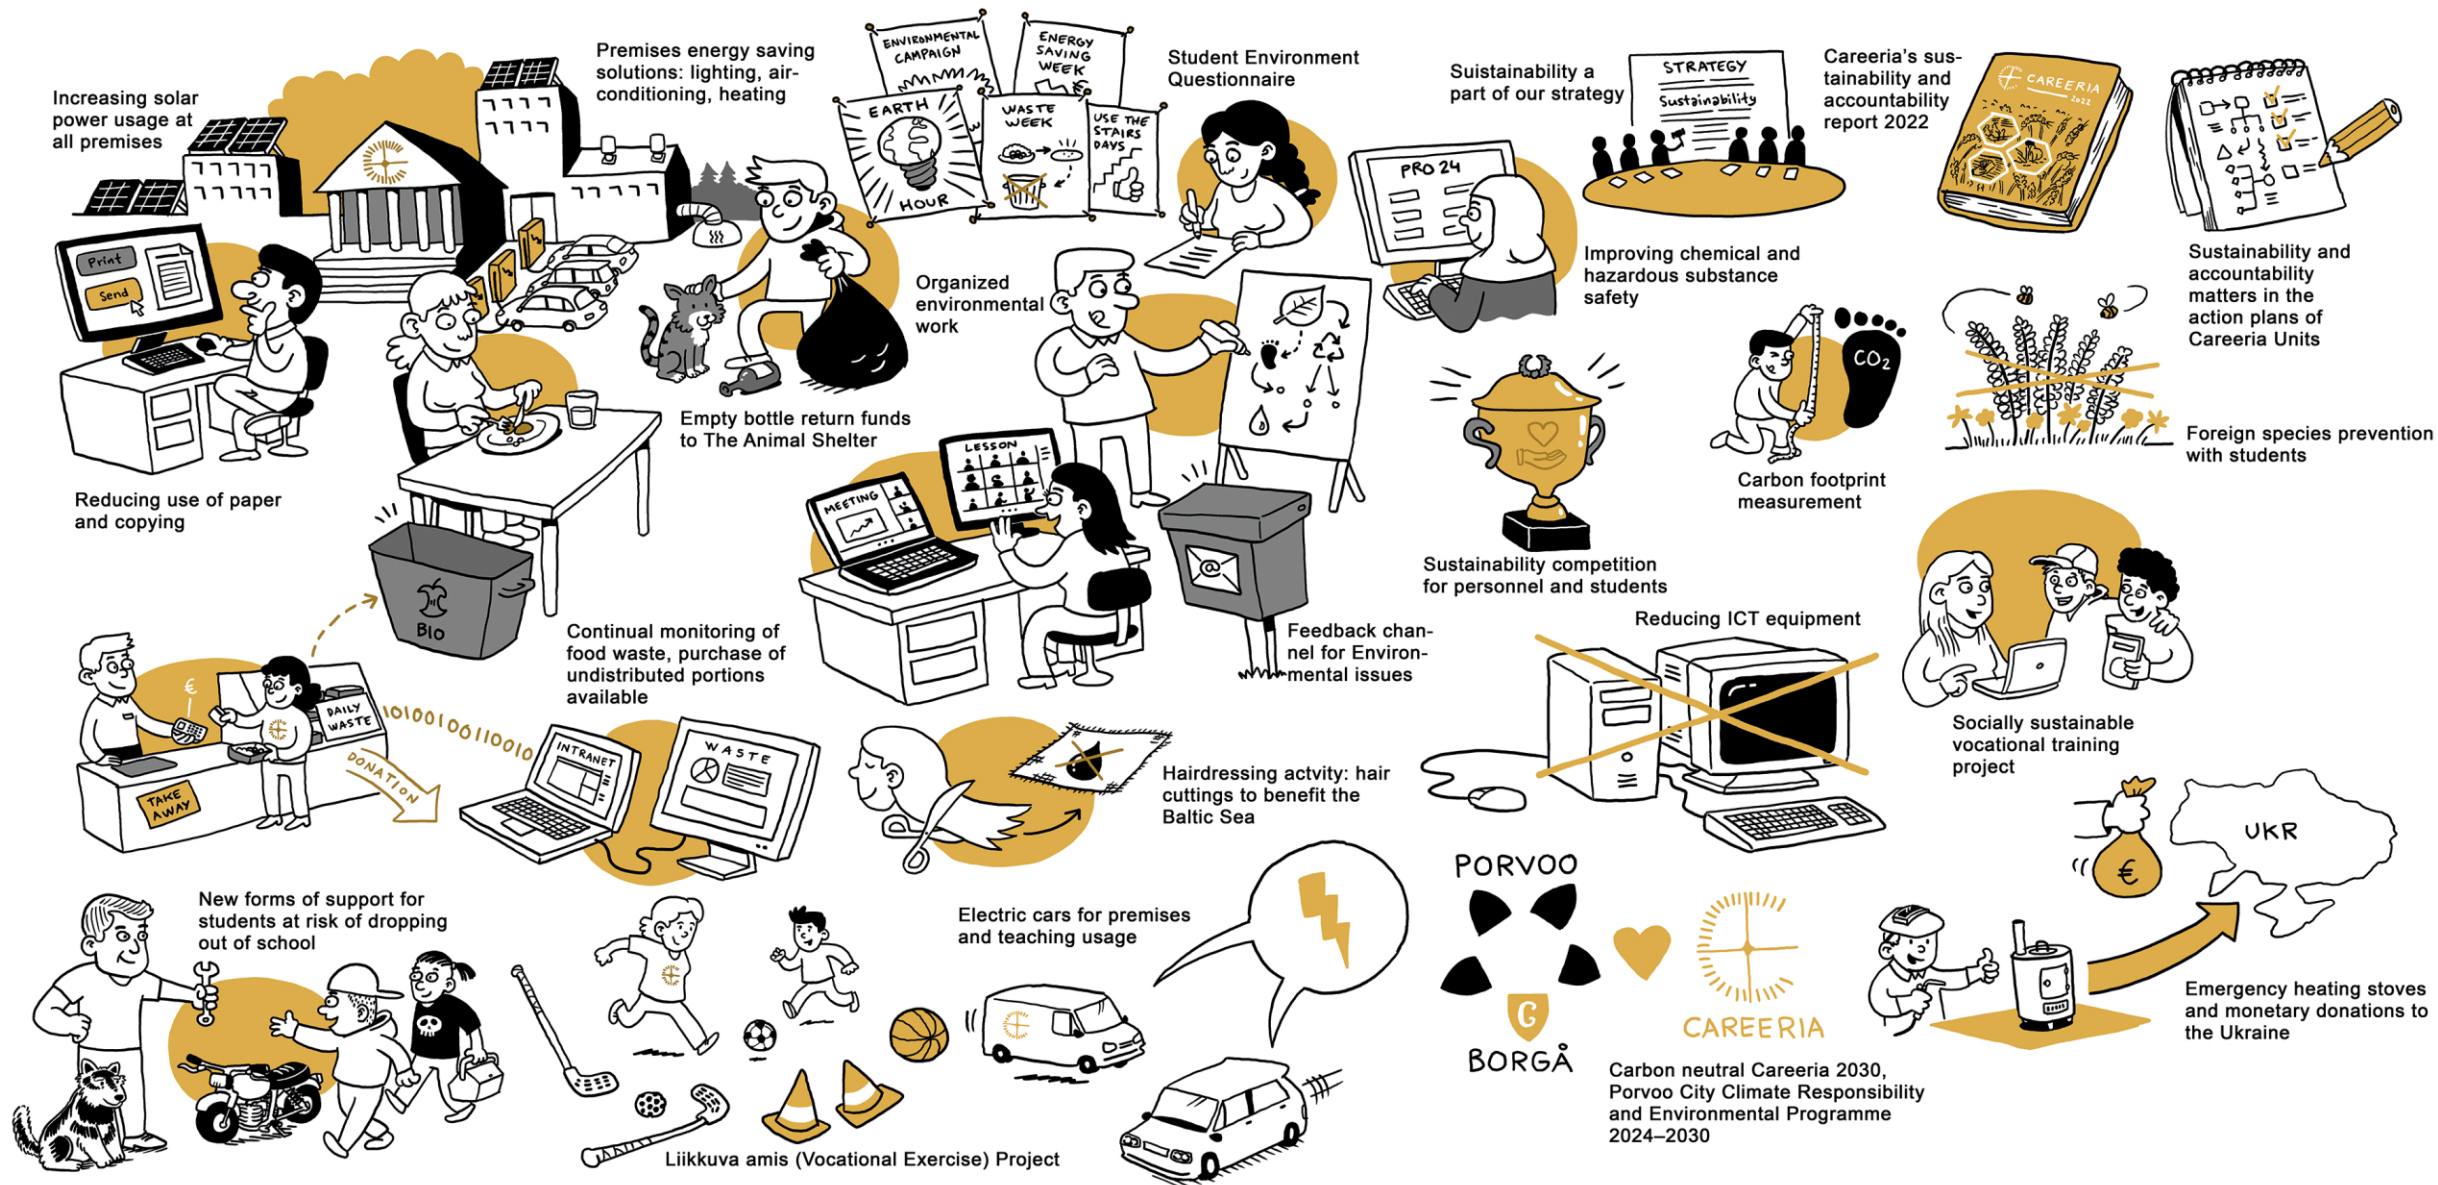 Increasing solar
power usage at
all premises
Premises energy saving
solutions: lighting, air-
conditioning, heating
ENVIRONMENTAL
CAMPAIGN
ENERGY
SAVING
WEEK
EARTH
HOUR
WASTE
WEEK
USE THE
STAIRS
DAYS
Student Environment
Questionnaire
Suistainability a
part of our strategy
STRATEGY
Sustainability
Careeria's sus-
tainability and
accountability
report 2022
CAREERIA
2022
Sustainability and
accountability
matters in the
action plans of
Careeria Units
Print
Send
Reducing use of paper
and copying
Empty bottle return funds
to The Animal Shelter
Organized
environmental
work
PRO 24
Improving chemical and
hazardous substance
safety
CO2
Carbon footprint
measurement
Foreign species prevention
with students
BIO
Continual monitoring of
food waste, purchase of
undistributed portions
available
MEETING
LESSON
@
Feedback chan-
nel for Environ-
mental issues
Sustainability competition
for personnel and students
Reducing ICT equipment
Socially sustainable
vocational training
project
€
DAILY
WASTE
TAKE
AWAY
DONATION
1010010011 0010
INTRANET
WASTE
Hairdressing actvity: hair
cuttings to benefit the
Baltic Sea
UKR
€
Emergency heating stoves
and monetary donations to
the Ukraine
New forms of support for
students at risk of dropping
out of school
Liikkuva amis (Vocational Exercise) Project
Electric cars for premises
and teaching usage
PORVOO
BORGÅ
CAREERIA
Carbon neutral Careeria 2030,
Porvoo City Climate Responsibility
and Environmental Programme
2024–2030